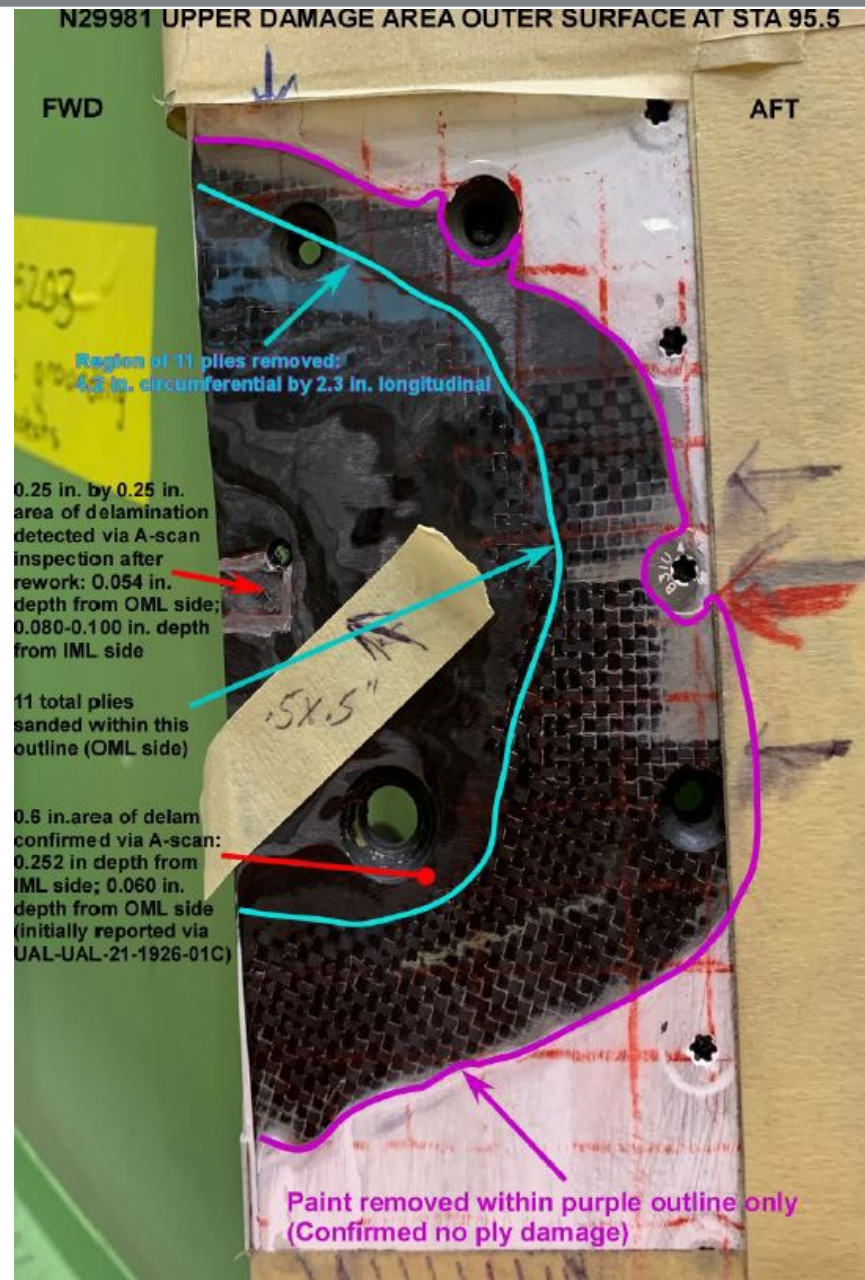 N29981 UPPER DAMAGE AREA OUTER SURFACE AT STA 95.5
FWD
AFT
5203
Region of 11 plies removed:
4.2 in. circumferential by 2.3 in. longitudinal
0.25 in. by 0.25 in.
area of delamination
detected via A-scan
inspection after
rework: 0.054 in.
depth from OML side;
0.080-0.100 in. depth
from IML side
.5X.5"
11 total plies
sanded within this
outline (OML side)
0.6 in.area of delam
confirmed via A-scan:
0.252 in depth from
IML side; 0.060 in.
depth from OML side
(initially reported via
UAL-UAL-21-1926-01C)
Paint removed within purple outline only
(Confirmed no ply damage)